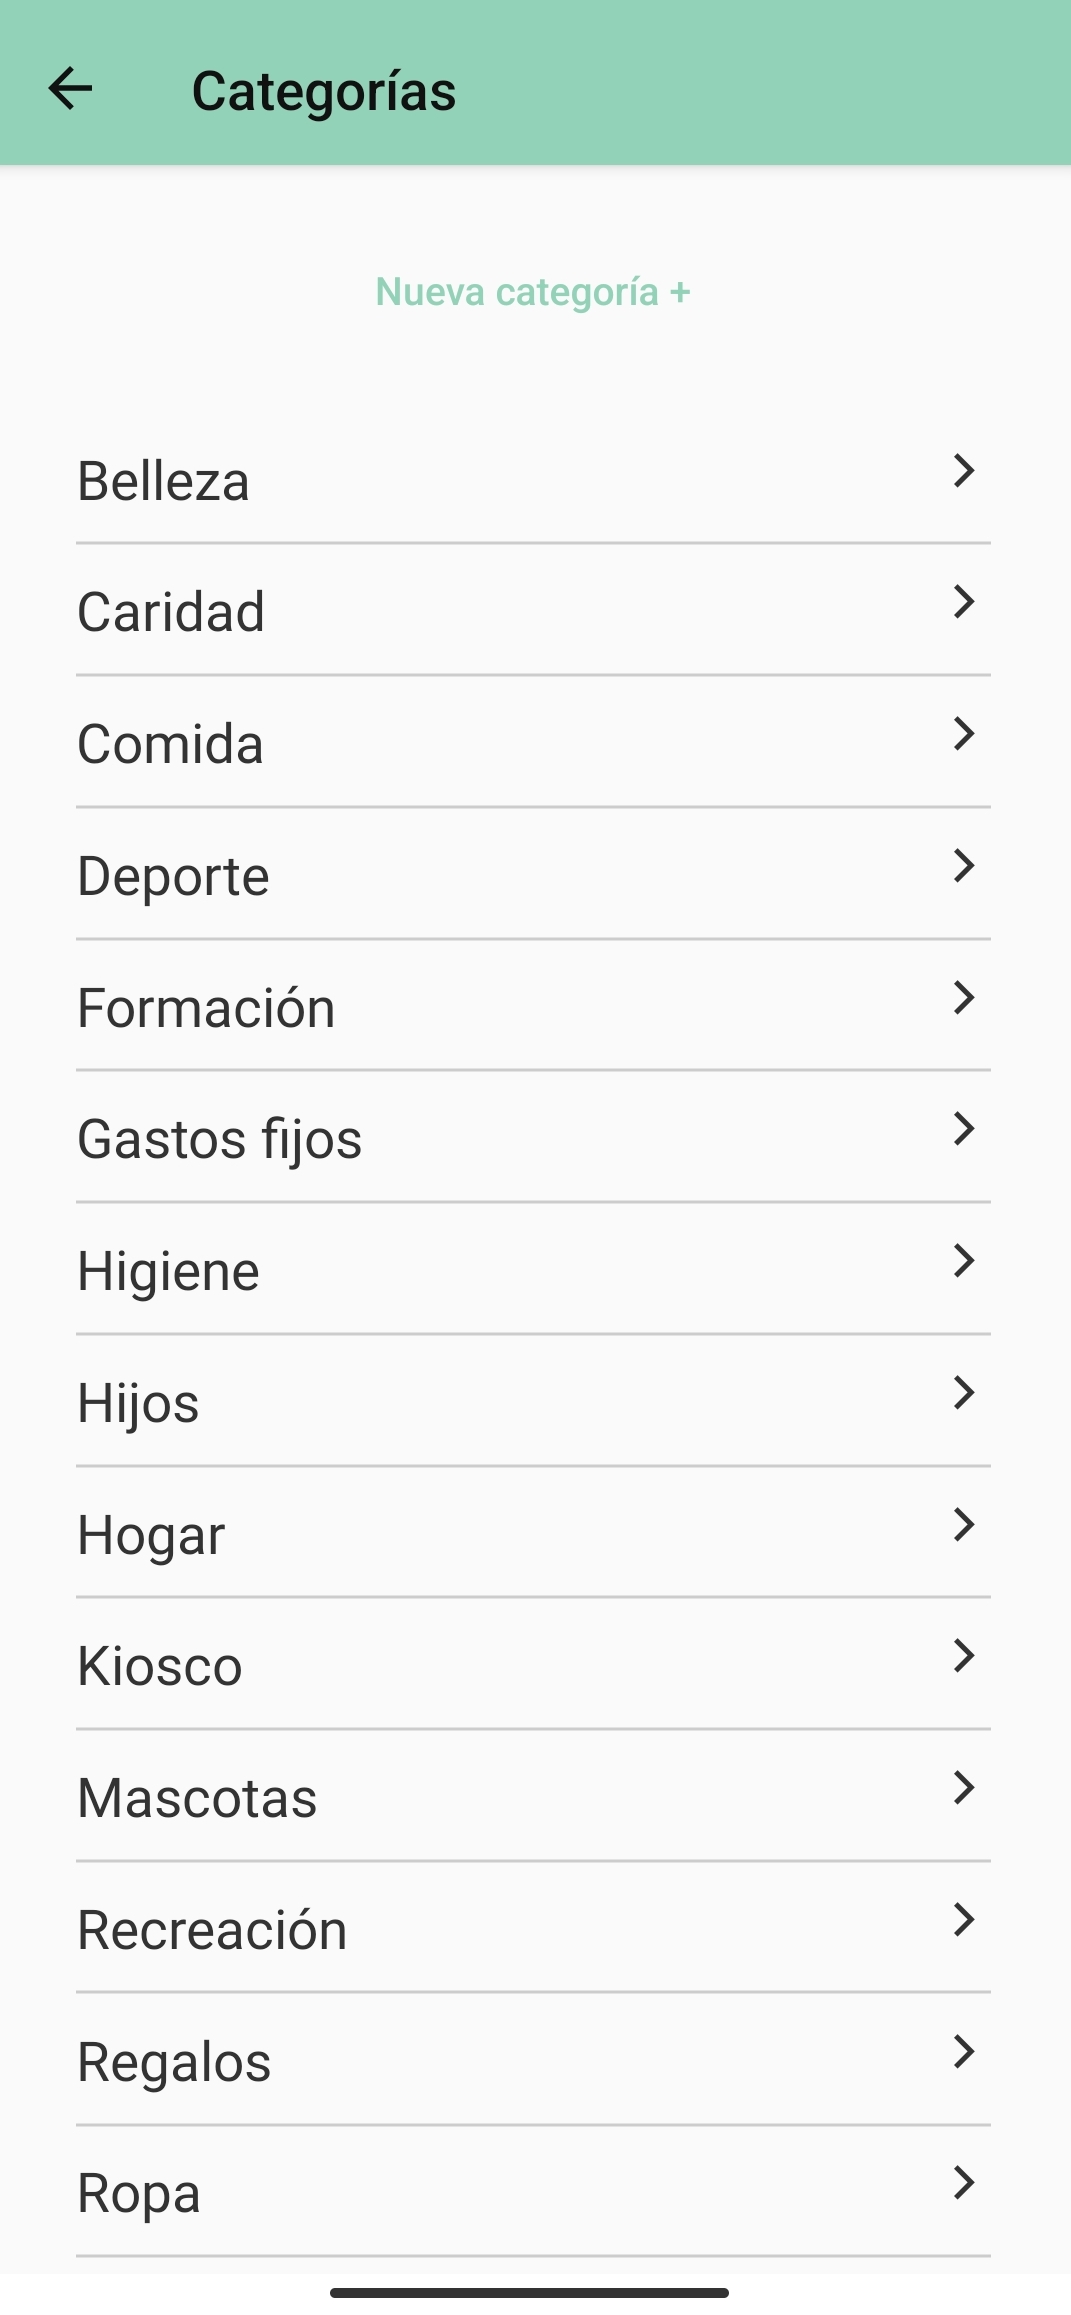 Categorías
Nueva categoría +
Belleza
Caridad
Comida
Deporte
Formación
Gastos fijos
Higiene
Hijos
Hogar
Kiosco
Mascotas
Recreación
Regalos
Ropa